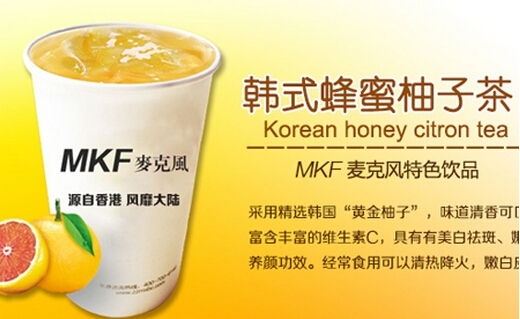 韩式蜂蜜柚子茶
Korean honey citron tea
MKF 麦克风特色饮品
采用精选韩国“黄金柚子”，味道清香可口
富含丰富的维生素C，具有有美白祛斑、嫩
养颜功效。经常食用可以清热降火，嫩白皮
MKF 麥克風
源自香港 风靡大陆